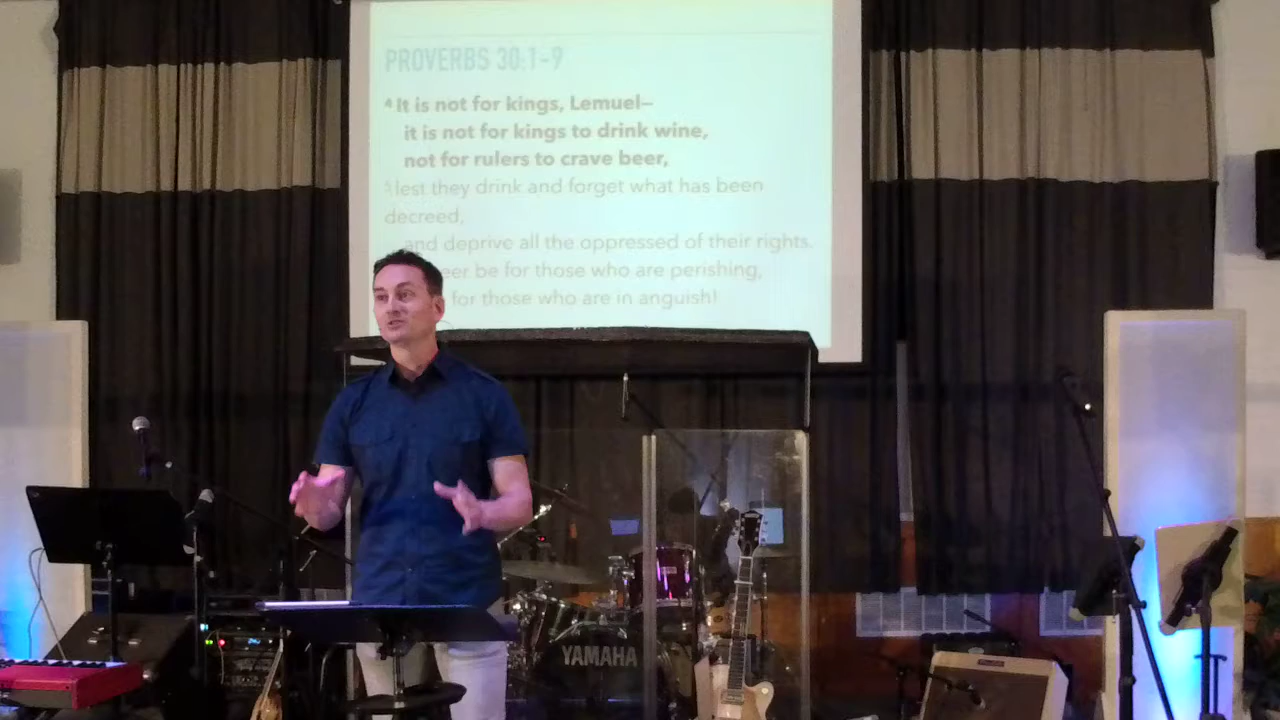 PROVERBS 30:1-9
4 It is not for kings, Lemuel—
it is not for kings to drink wine,
not for rulers to crave beer,
5 lest they drink and forget what has been
decreed,
and deprive all the oppressed of their rights.
be for those who are perishing,
for those who are in anguish!
YAMAHA